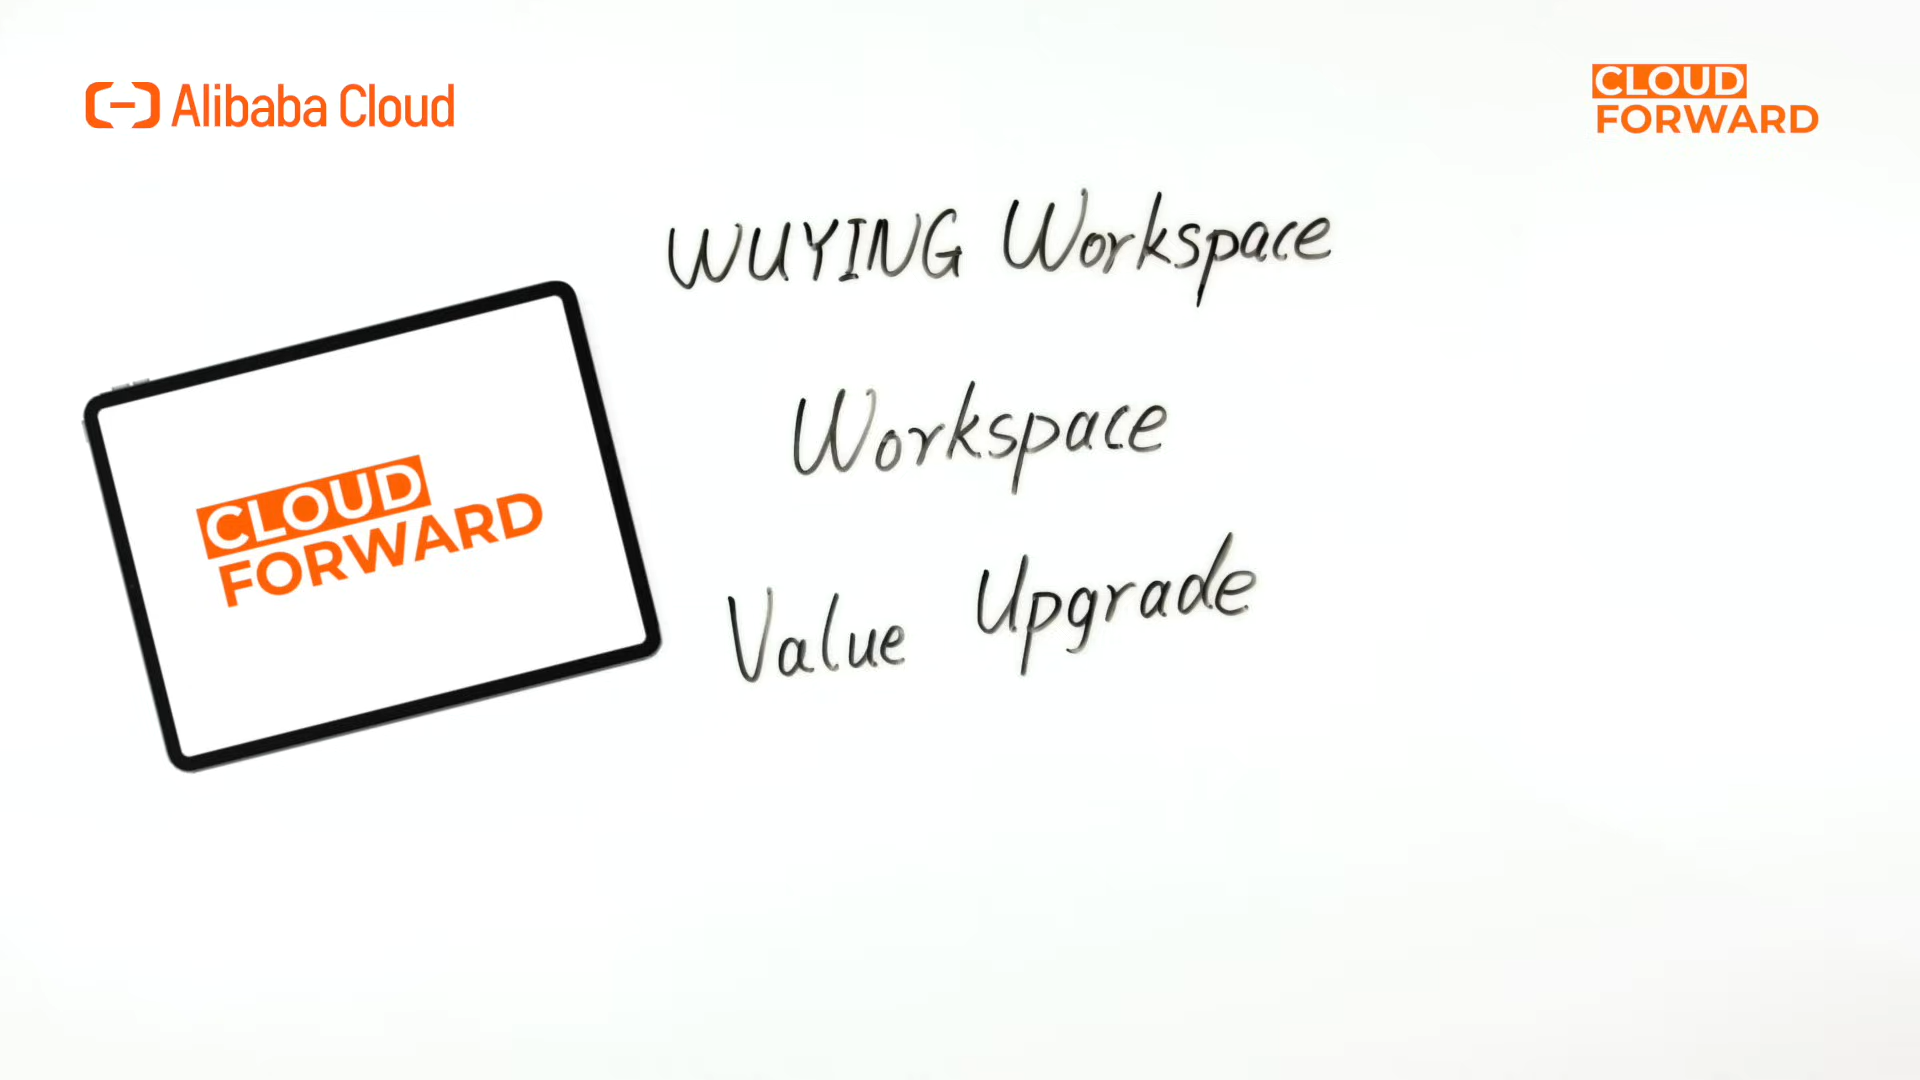 Alibaba Cloud
CLOUD
FORWARD
WUYING Workspace
Workspace
Value Upgrade
CLOUD
FORWARD